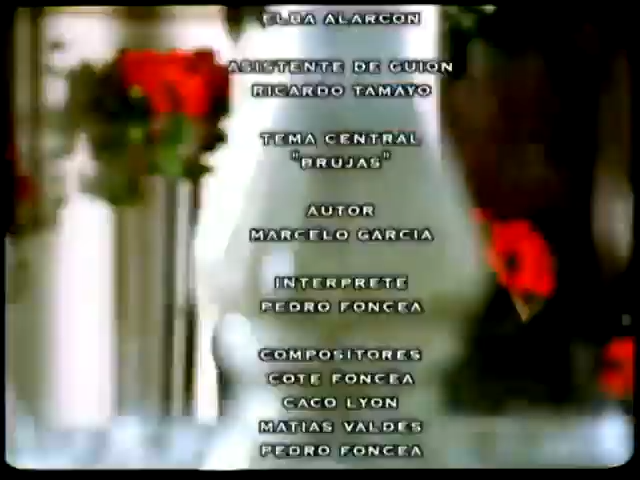 ELBA ALARCON
ASISTENTE DE GUION
RICARDO TAMAYO
TEMA CENTRAL
"BRUJAS"
AUTOR
MARCELO GARCIA
INTERPRETE
PEDRO FONCEA
COMPOSITORES
COTE FONCEA
CACO LYON
MATIAS VALDES
PEDRO FONCEA